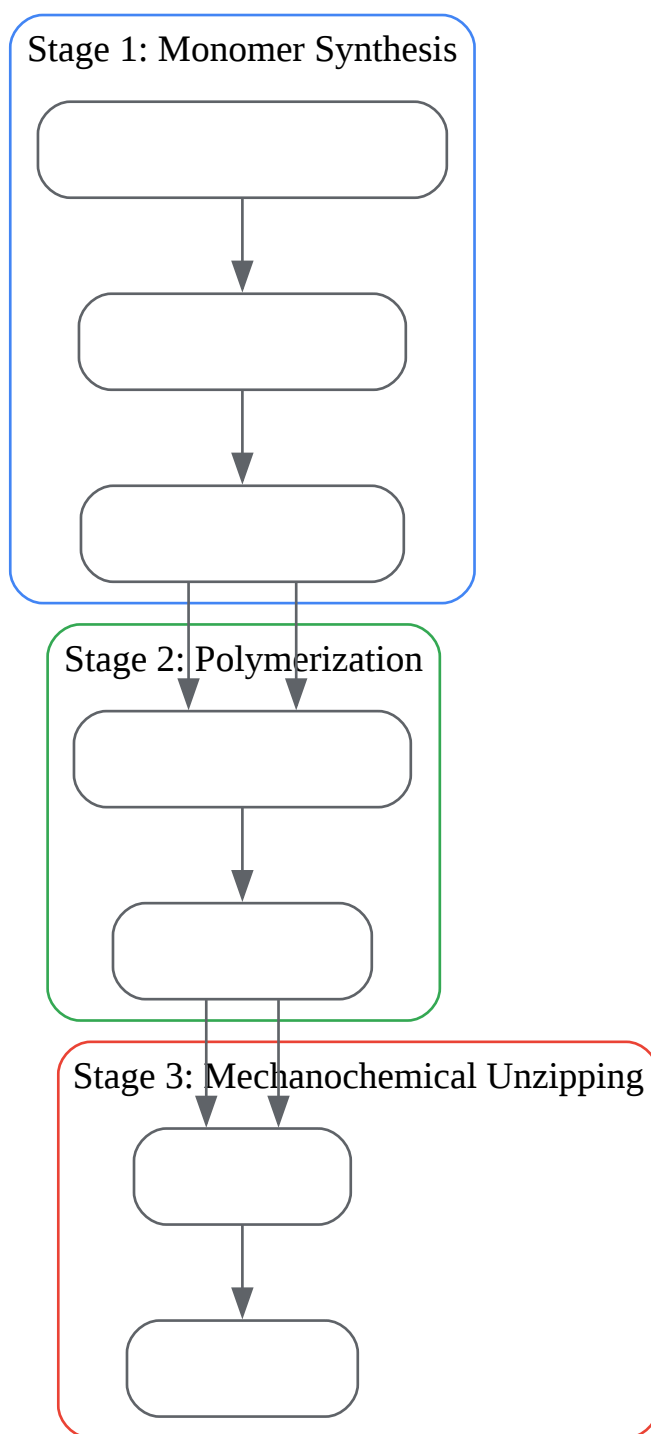 Stage 1: Monomer Synthesis
Stage 2: Polymerization
Stage 3: Mechanochemical Unzipping